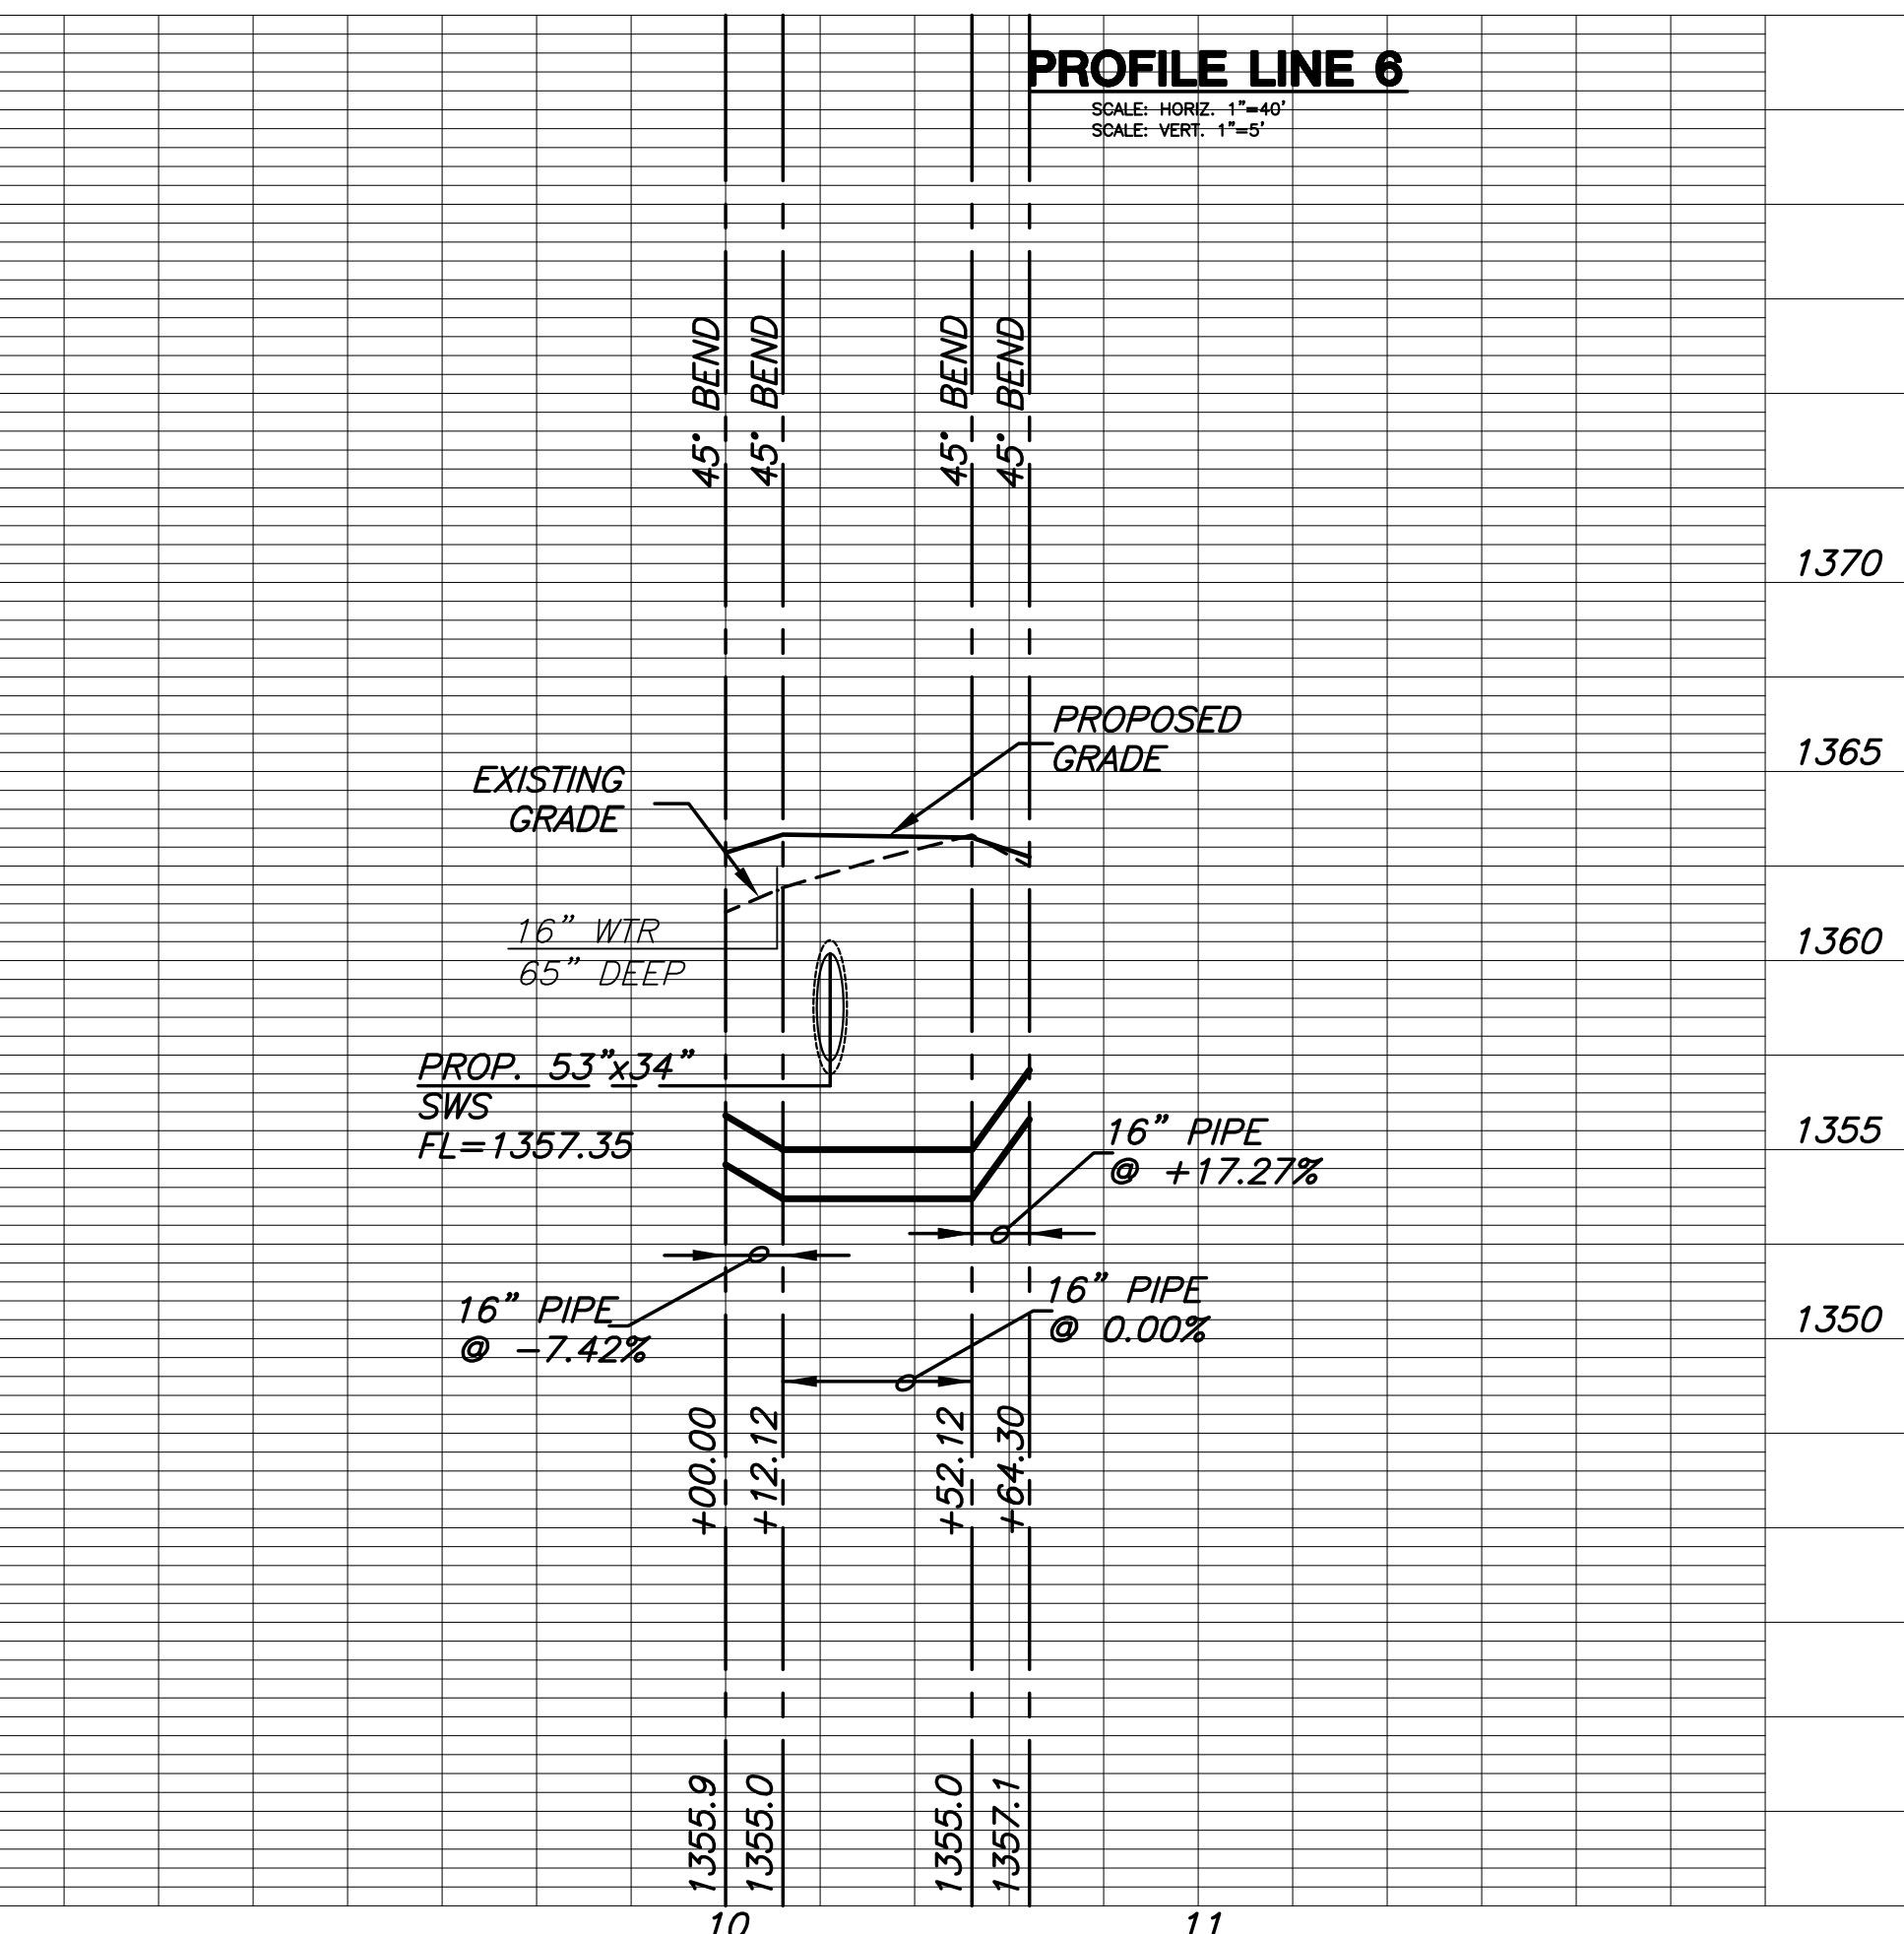 PROFILE LINE 6
SCALE: HORIZ. 1"=40'
SCALE: VERT. 1"=5'
45° BEND
45° BEND
45° BEND
45° BEND
1370
1365
1360
1355
1350
PROPOSED
GRADE
EXISTING
GRADE
16" WTR
65" DEEP
PROP. 53"x34"
SWS
FL=1357.35
16" PIPE
@ +17.27%
16" PIPE
@ -7.42%
16" PIPE
@ 0.00%
+00.00
+12.12
+52.12
+64.30
1355.9
1355.0
1355.0
1357.1
10
11